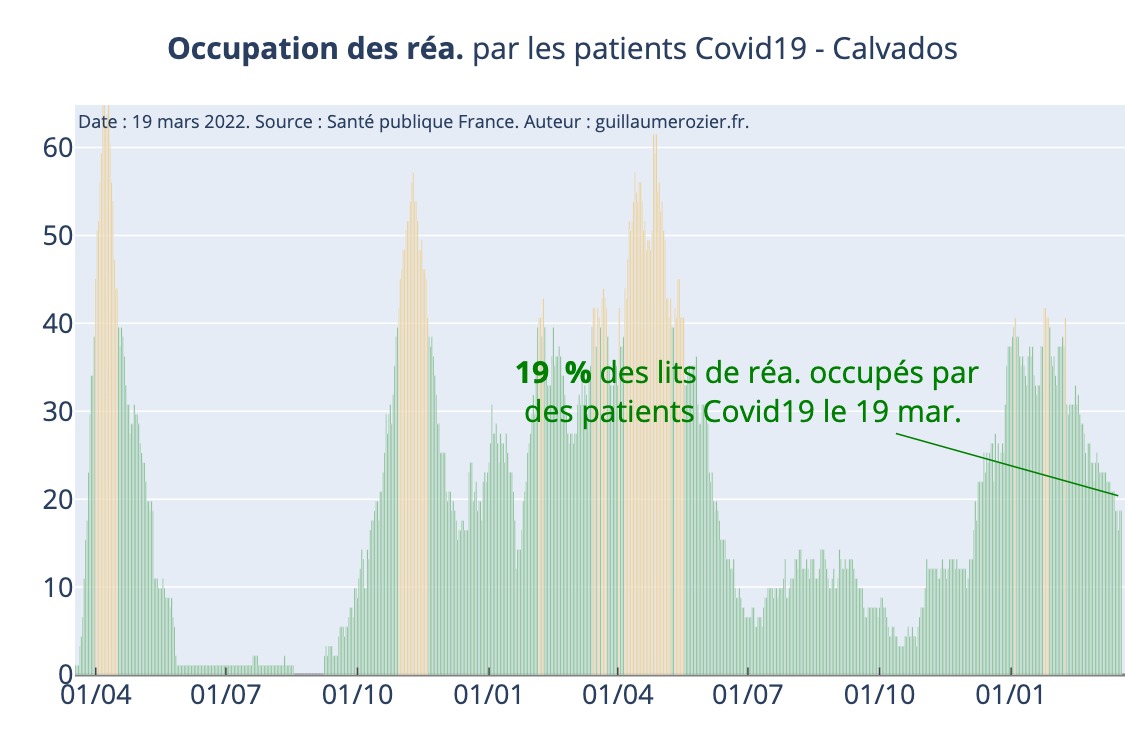 Occupation des réa. par les patients Covid19 - Calvados
Date : 19 mars 2022. Source : Santé publique France. Auteur : guillaumerozier.fr.
60
50
40
19 % des lits de réa. occupés par
des patients Covid19 le 19 mar.
30
20
10
0
01/04 01/07 01/10 01/01 01/04 01/07 01/10 01/01